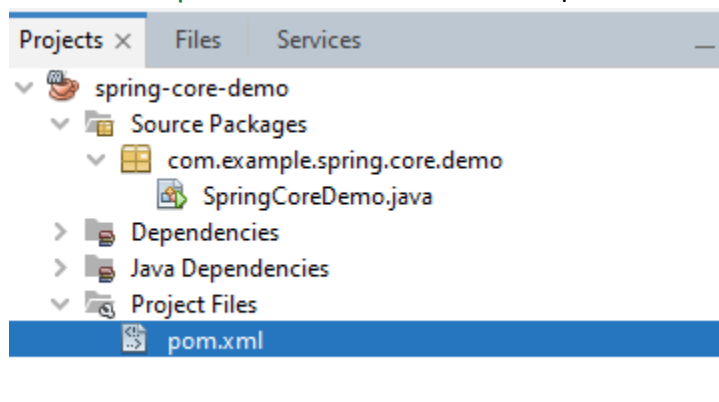 Projects × Files Services
spring-core-demo
Source Packages
com.example.spring.core.demo
SpringCoreDemo.java
Dependencies
Java Dependencies
Project Files
pom.xml